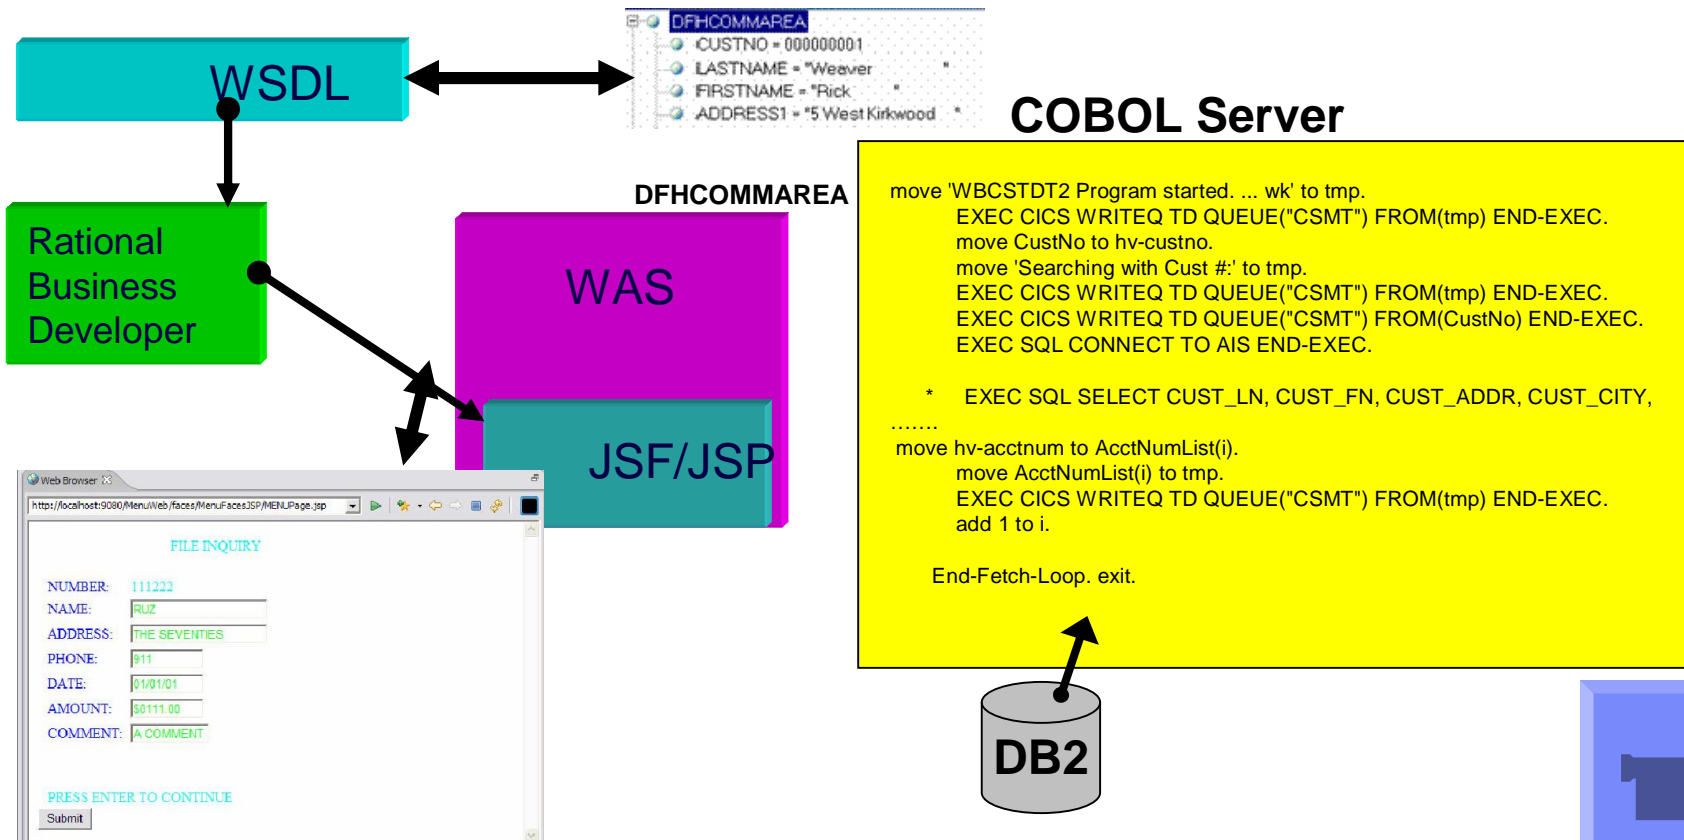 DFHCOMMAREA
CUSTNO = 000000001
LASTNAME = "Weaver "
FIRSTNAME = "Rick "
ADDRESS1 = "5 West Kirkwood "
WSDL
COBOL Server
DFHCOMMAREA
Rational
Business
Developer
WAS
JSF/JSP
move 'WBCSTDT2 Program started. ... wk' to tmp.
EXEC CICS WRITEQ TD QUEUE("CSMT") FROM(tmp) END-EXEC.
move CustNo to hv-custno.
move 'Searching with Cust #:' to tmp.
EXEC CICS WRITEQ TD QUEUE("CSMT") FROM(tmp) END-EXEC.
EXEC CICS WRITEQ TD QUEUE("CSMT") FROM(CustNo) END-EXEC.
EXEC SQL CONNECT TO AIS END-EXEC.
* EXEC SQL SELECT CUST_LN, CUST_FN, CUST_ADDR, CUST_CITY,
…….
move hv-acctnum to AcctNumList(i).
move AcctNumList(i) to tmp.
EXEC CICS WRITEQ TD QUEUE("CSMT") FROM(tmp) END-EXEC.
add 1 to i.
End-Fetch-Loop. exit.
DB2
Web Browser
http://localhost:9080/MenuWeb/faces/MenuFacesJSP/MENUPage.jsp
FILE INQUIRY
NUMBER: 111222
NAME: RUZ
ADDRESS: THE SEVENTIES
PHONE: 911
DATE: 01/01/01
AMOUNT: $0111.00
COMMENT: A COMMENT
PRESS ENTER TO CONTINUE
Submit